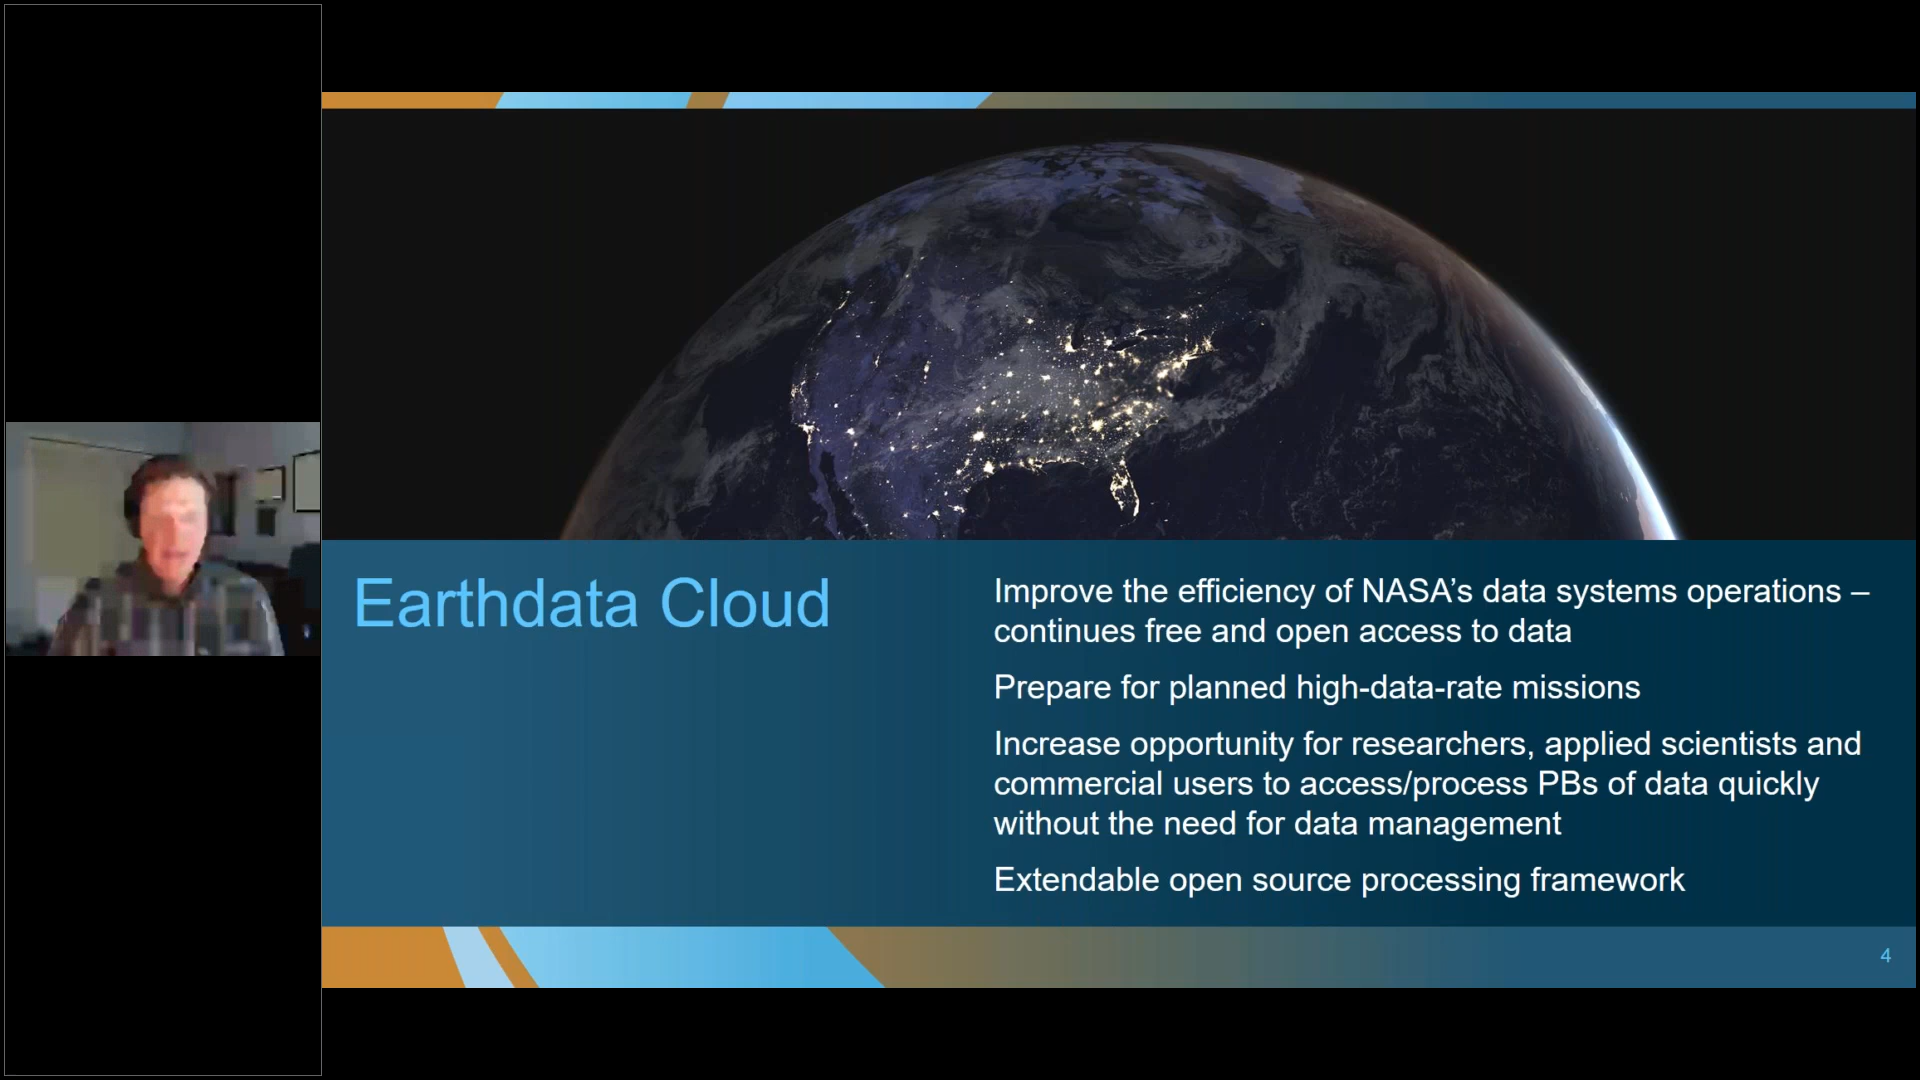 Earthdata Cloud
Improve the efficiency of NASA’s data systems operations –
continues free and open access to data
Prepare for planned high-data-rate missions
Increase opportunity for researchers, applied scientists and
commercial users to access/process PBs of data quickly
without the need for data management
Extendable open source processing framework
4